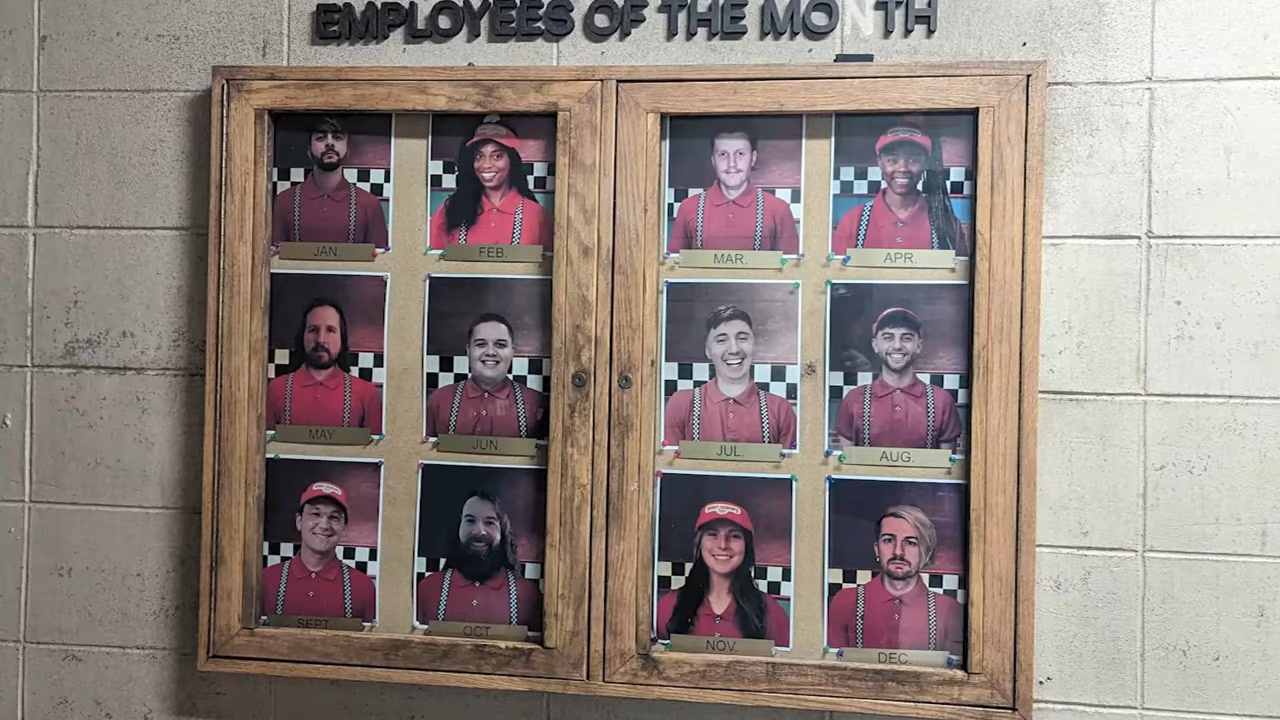 EMPLOYEES OF THE MONTH
JAN
FEB.
MAR.
APR.
MAY
JUN.
JUL.
AUG.
SEPT.
OCT.
NOV.
DEC.